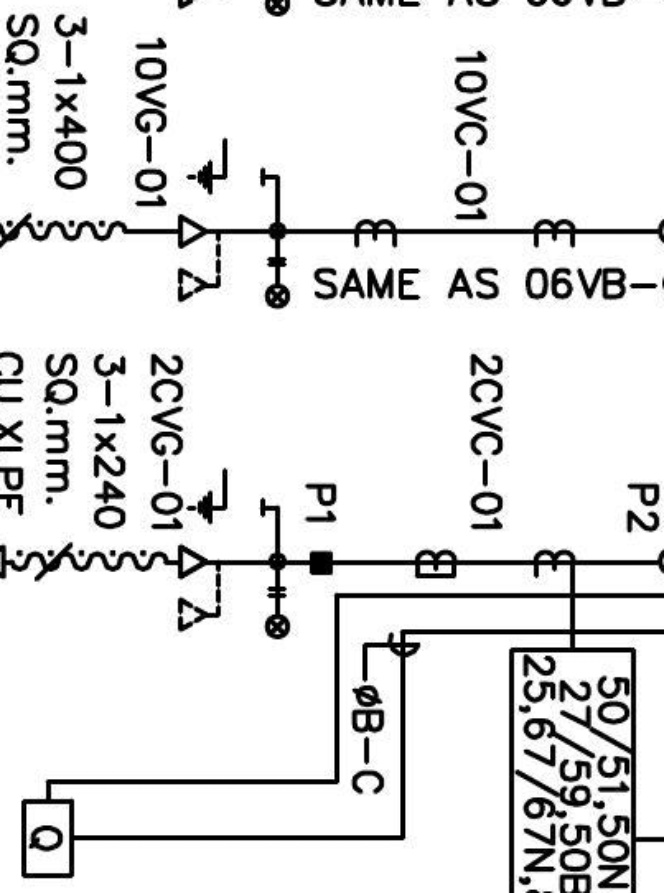 SAME AS 06VB-
10VG-01
10VC-01
3-1x400
SQ.mm.
SAME AS 06VB-
2CVG-01
2CVC-01
3-1x240
SQ.mm.
CU XLPE
P1
P2
øB-C
50/51,50N
27/59,50B
25,67/67N,
Q